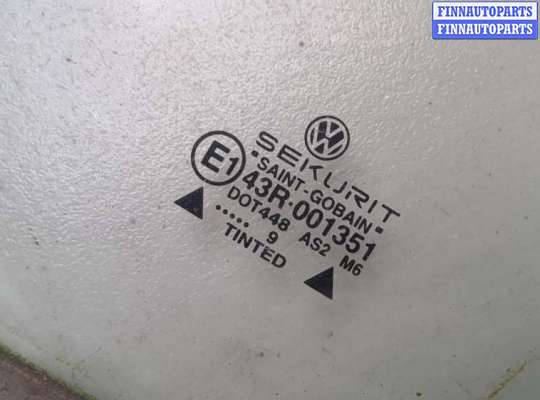 FINNAUTOPARTS
FINNAUTOPARTS
SEKURIT
SAINT-GOBAIN
E1 43R-001351
DOT448 AS2 M6
..... 9
TINTED